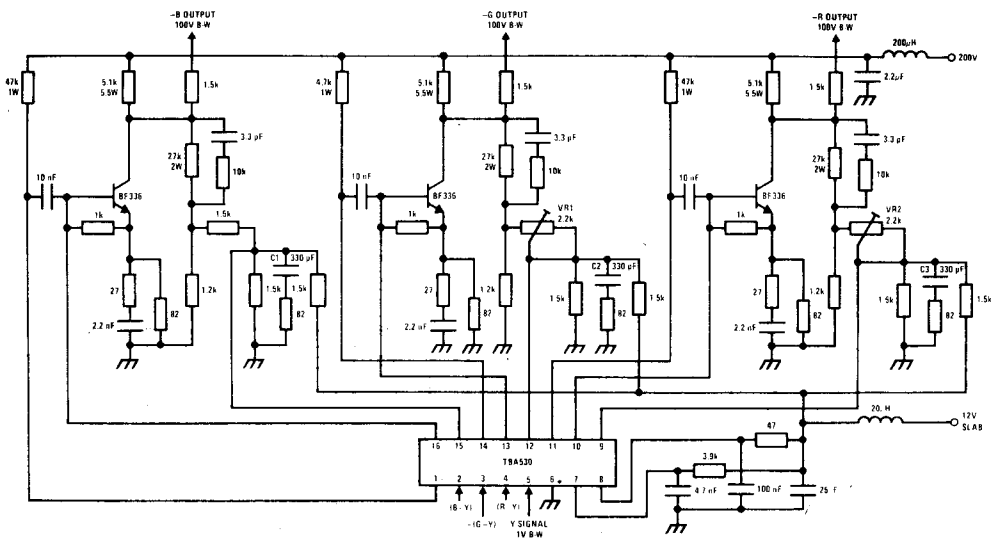 −B OUTPUT
100V B-W
−G OUTPUT
100V B-W
−R OUTPUT
100V B-W
200μH
200V
2.2μF
47k
1W
5.1k
5.5W
1.5k
4.7k
1W
5.1k
5.5W
1.5k
47k
1W
5.1k
5.5W
1.5k
3.3 pF
27k
2W
10k
10 nF
BF336
1k
1.5k
3.3 pF
27k
2W
10k
10 nF
BF336
VR1
2.2k
1k
3.3 pF
27k
2W
10k
10 nF
BF336
VR2
2.2k
1k
C1
330 pF
1.5k
1.5k
27
82
1.2k
82
2.2 nF
C2
330 pF
1.5k
1.5k
27
82
1.2k
82
2.2 nF
C3
330 pF
1.5k
1.5k
27
82
1.2k
82
2.2 nF
12V
SLAB
47
3.9k
4.7 nF
100 nF
16 15 14 13 12 11 10 9
TBA530
1 2 3 4 5 6 7 8
(B-Y)
−(G-Y)
Y SIGNAL
1V B-W